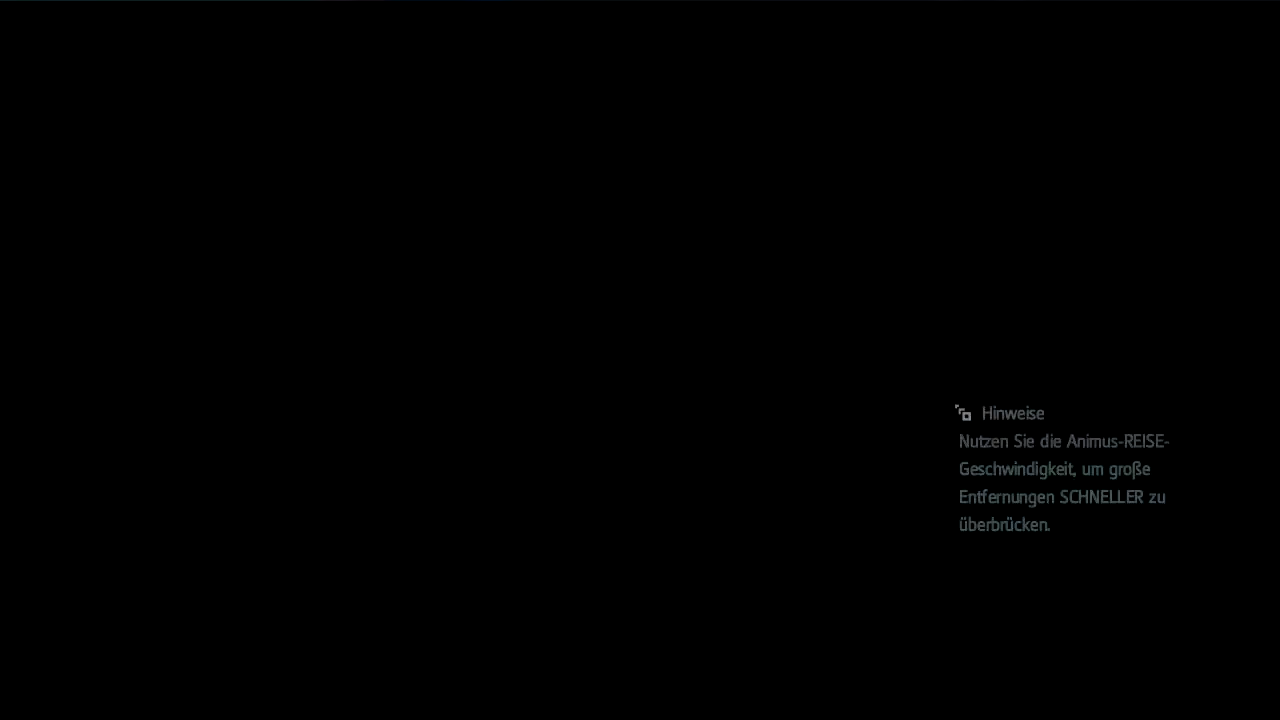 Hinweise
Nutzen Sie die Animus-REISE-
Geschwindigkeit, um große
Entfernungen SCHNELLER zu
überbrücken.